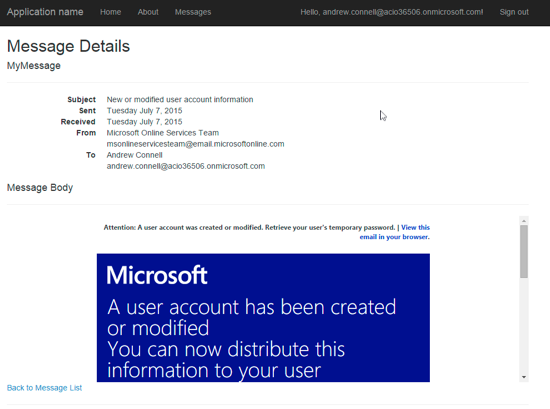 Application name Home About Messages Hello, andrew.connell@acio36506.onmicrosoft.com! Sign out
Message Details
MyMessage
Subject New or modified user account information
Sent Tuesday July 7, 2015
Received Tuesday July 7, 2015
From Microsoft Online Services Team
msonlineservicesteam@email.microsoftonline.com
To Andrew Connell
andrew.connell@acio36506.onmicrosoft.com
Message Body
Attention: A user account was created or modified. Retrieve your user's temporary password. | View this
email in your browser.
Microsoft
A user account has been created
or modified
You can now distribute this
information to your user
Back to Message List